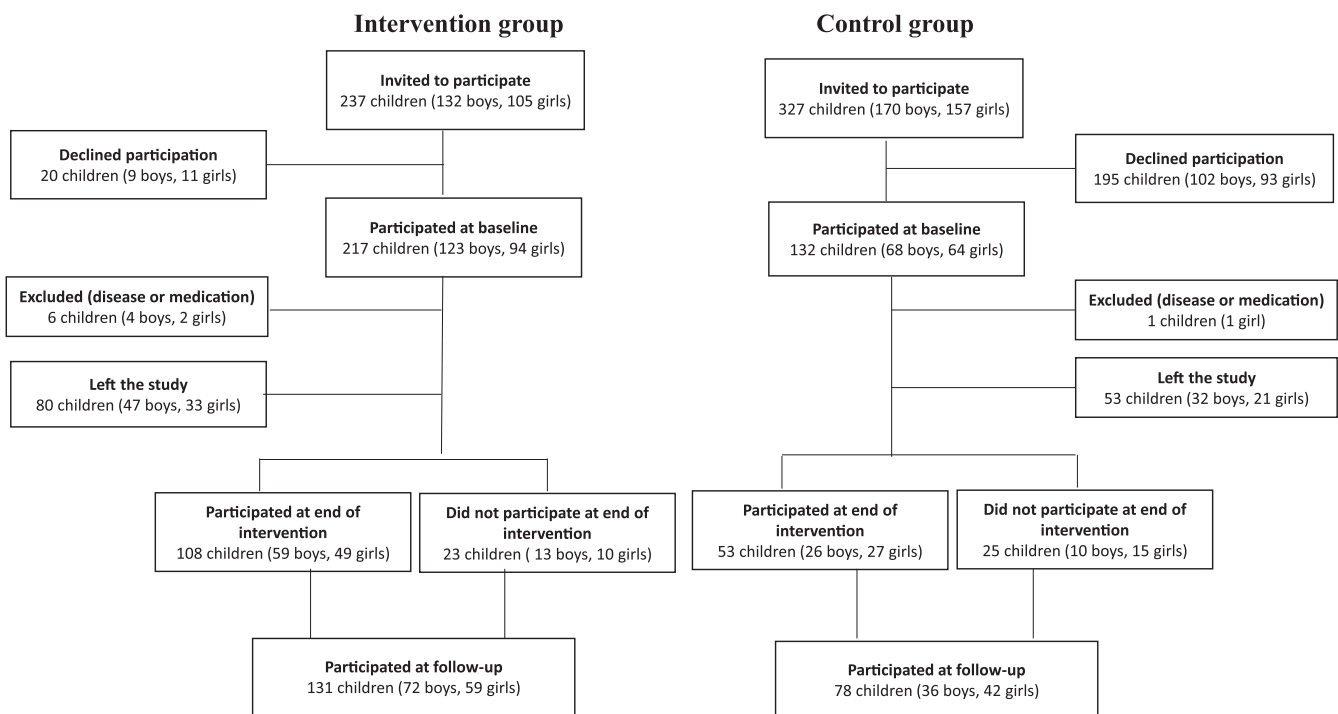 Intervention group
Invited to participate
237 children (132 boys, 105 girls)
Declined participation
20 children (9 boys, 11 girls)
Participated at baseline
217 children (123 boys, 94 girls)
Excluded (disease or medication)
6 children (4 boys, 2 girls)
Left the study
80 children (47 boys, 33 girls)
Participated at end of
intervention
108 children (59 boys, 49 girls)
Did not participate at end of
intervention
23 children ( 13 boys, 10 girls)
Participated at follow-up
131 children (72 boys, 59 girls)
Control group
Invited to participate
327 children (170 boys, 157 girls)
Declined participation
195 children (102 boys, 93 girls)
Participated at baseline
132 children (68 boys, 64 girls)
Excluded (disease or medication)
1 children (1 girl)
Left the study
53 children (32 boys, 21 girls)
Participated at end of
intervention
53 children (26 boys, 27 girls)
Did not participate at end of
intervention
25 children (10 boys, 15 girls)
Participated at follow-up
78 children (36 boys, 42 girls)